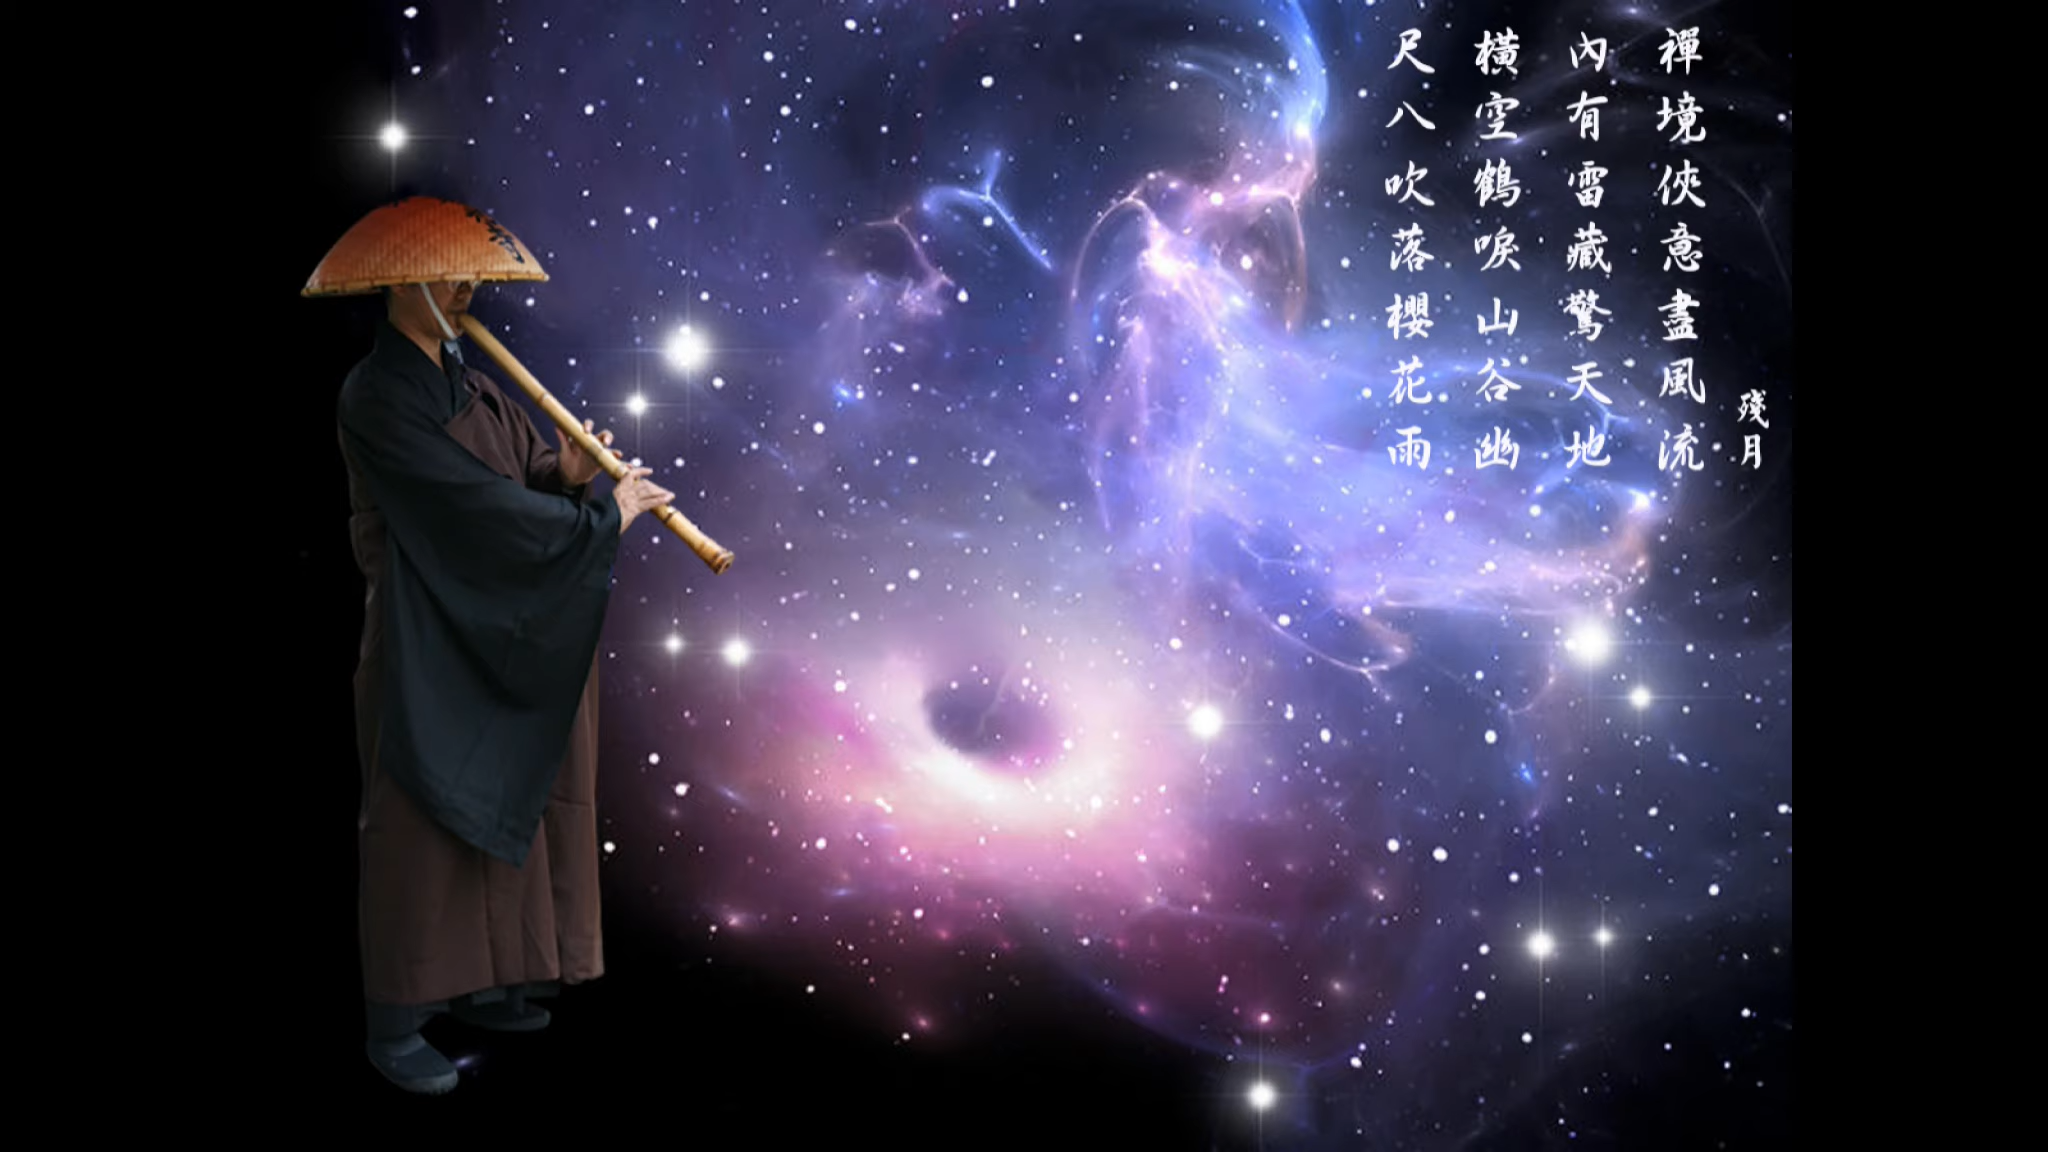 尺八吹落櫻花雨
橫空鶴唳山谷幽
內有雷藏驚天地
禪境俠意盡風流
殘月